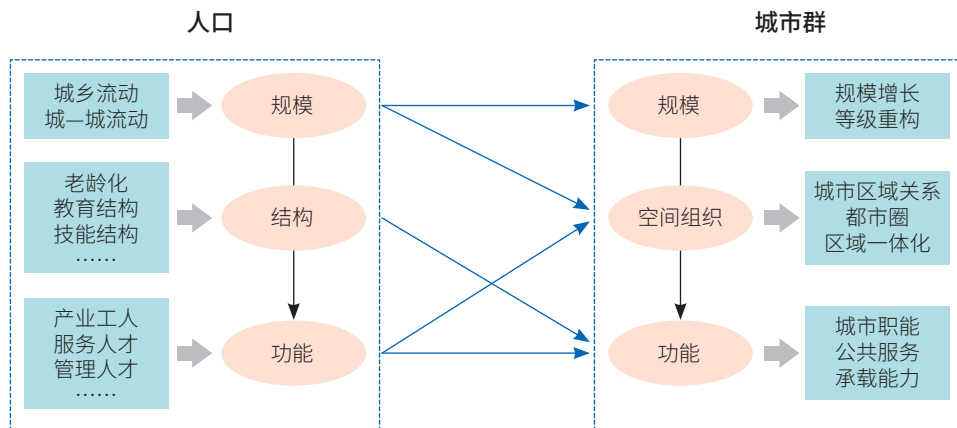 人口
城市群
城乡流动
城—城流动
规模
规模
规模增长
等级重构
老龄化
教育结构
技能结构
……
结构
空间组织
城市区域关系
都市圈
区域一体化
产业工人
服务人才
管理人才
……
功能
功能
城市职能
公共服务
承载能力